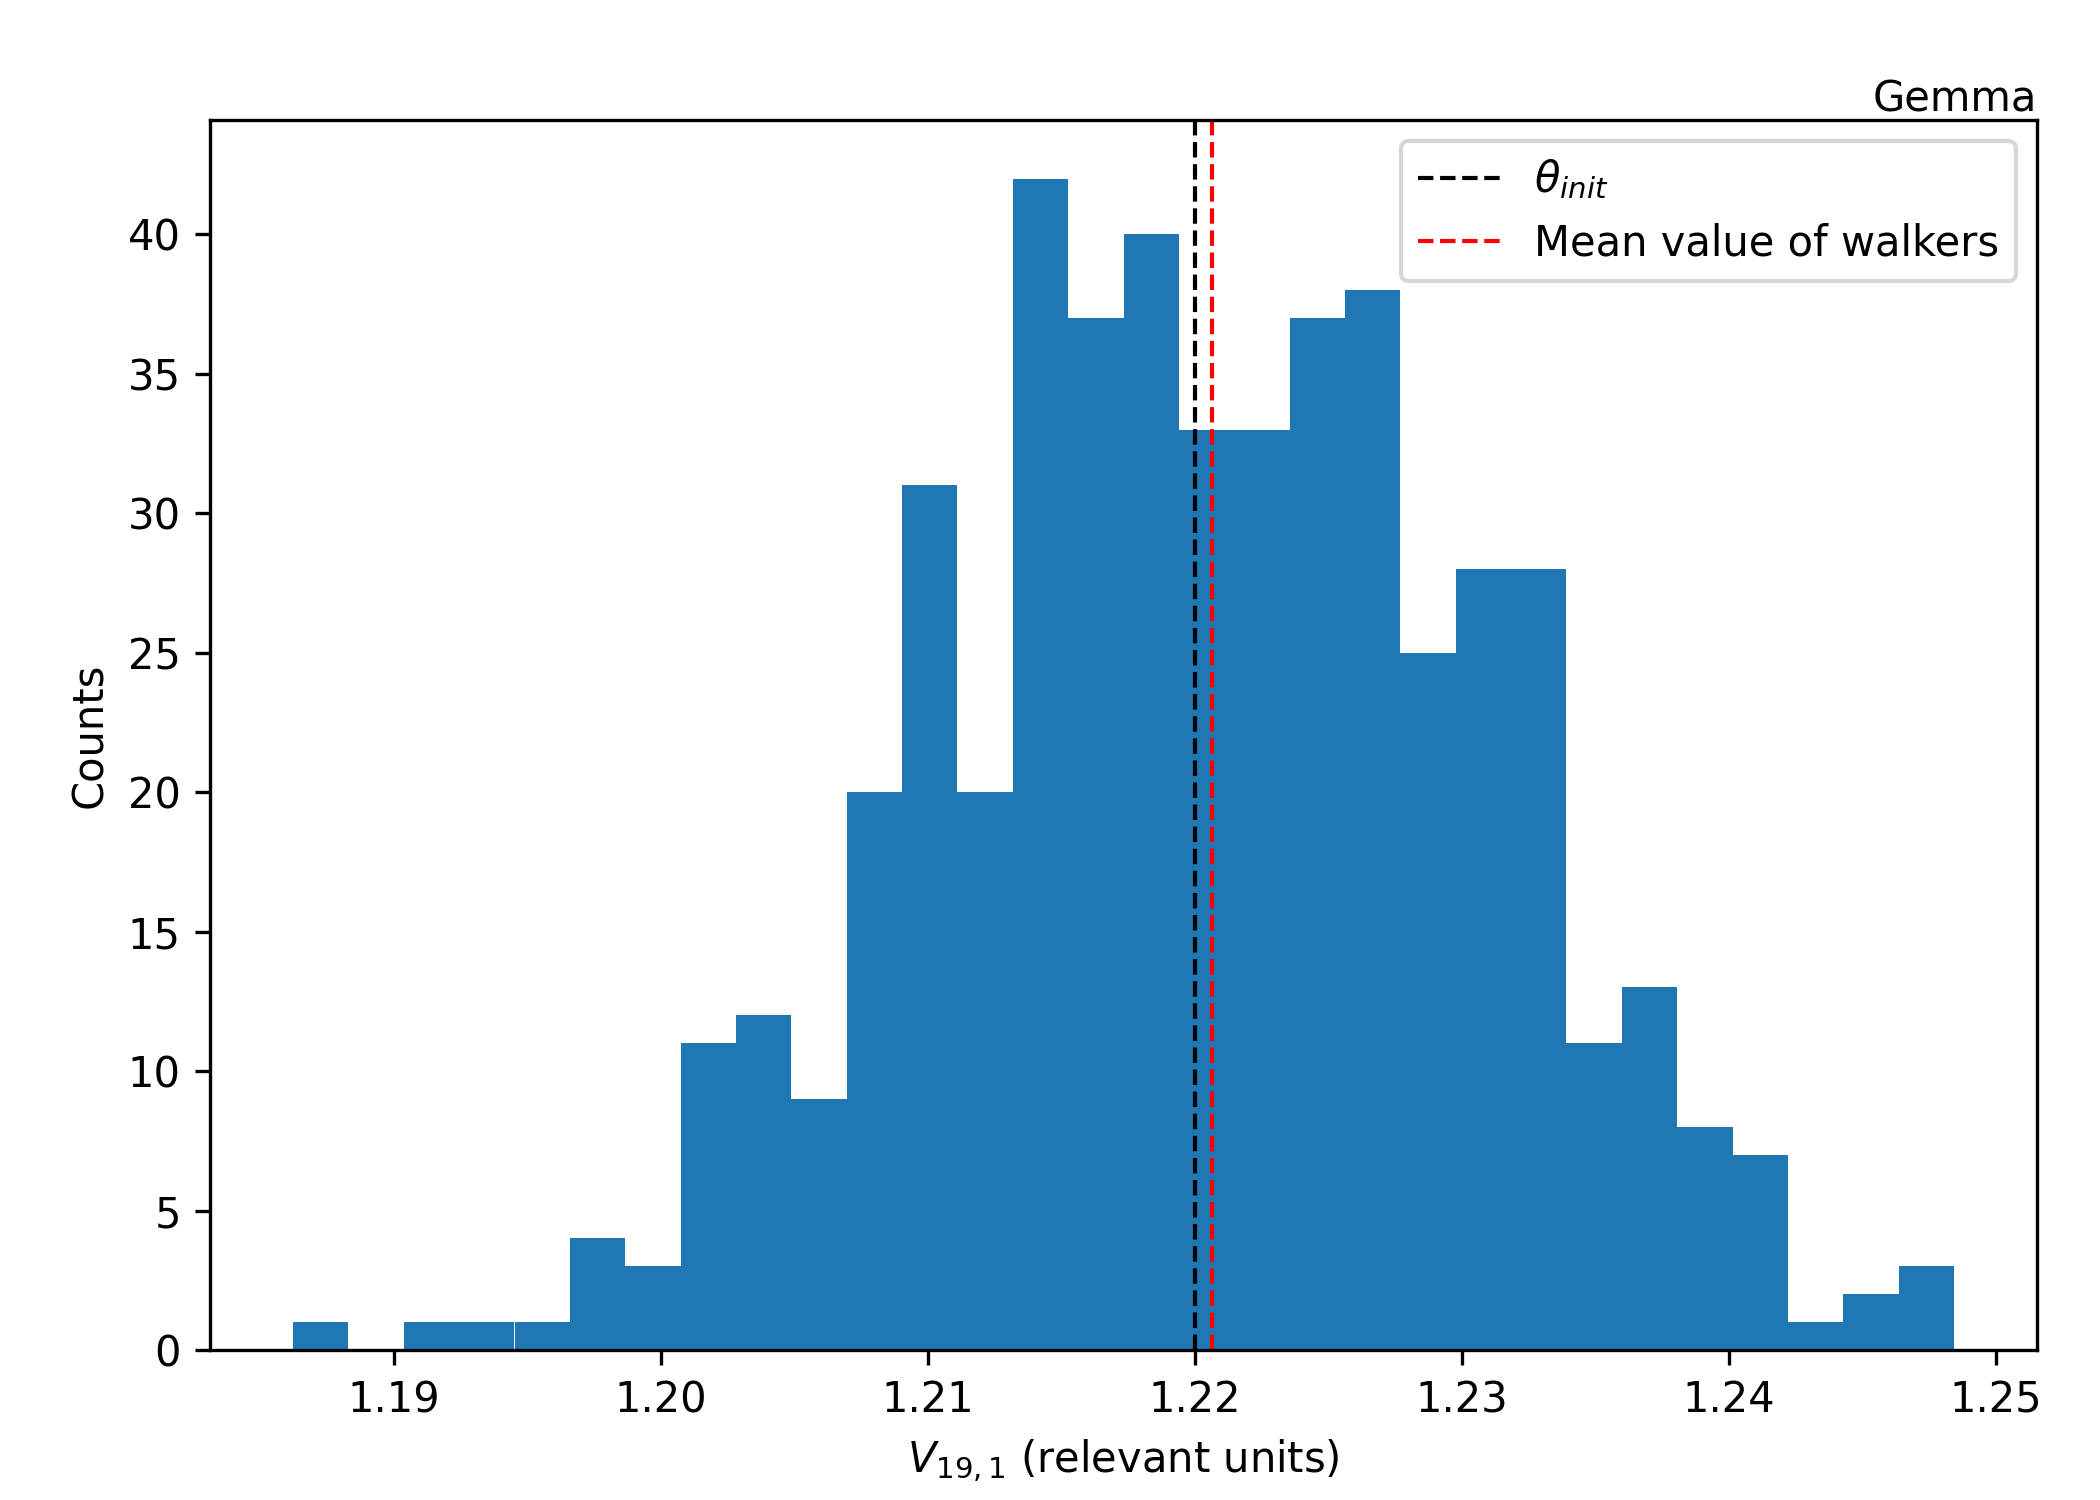 Gemma
θinit
Mean value of walkers
Counts
40
35
30
25
20
15
10
5
0
1.19 1.20 1.21 1.22 1.23 1.24 1.25
V19, 1 (relevant units)